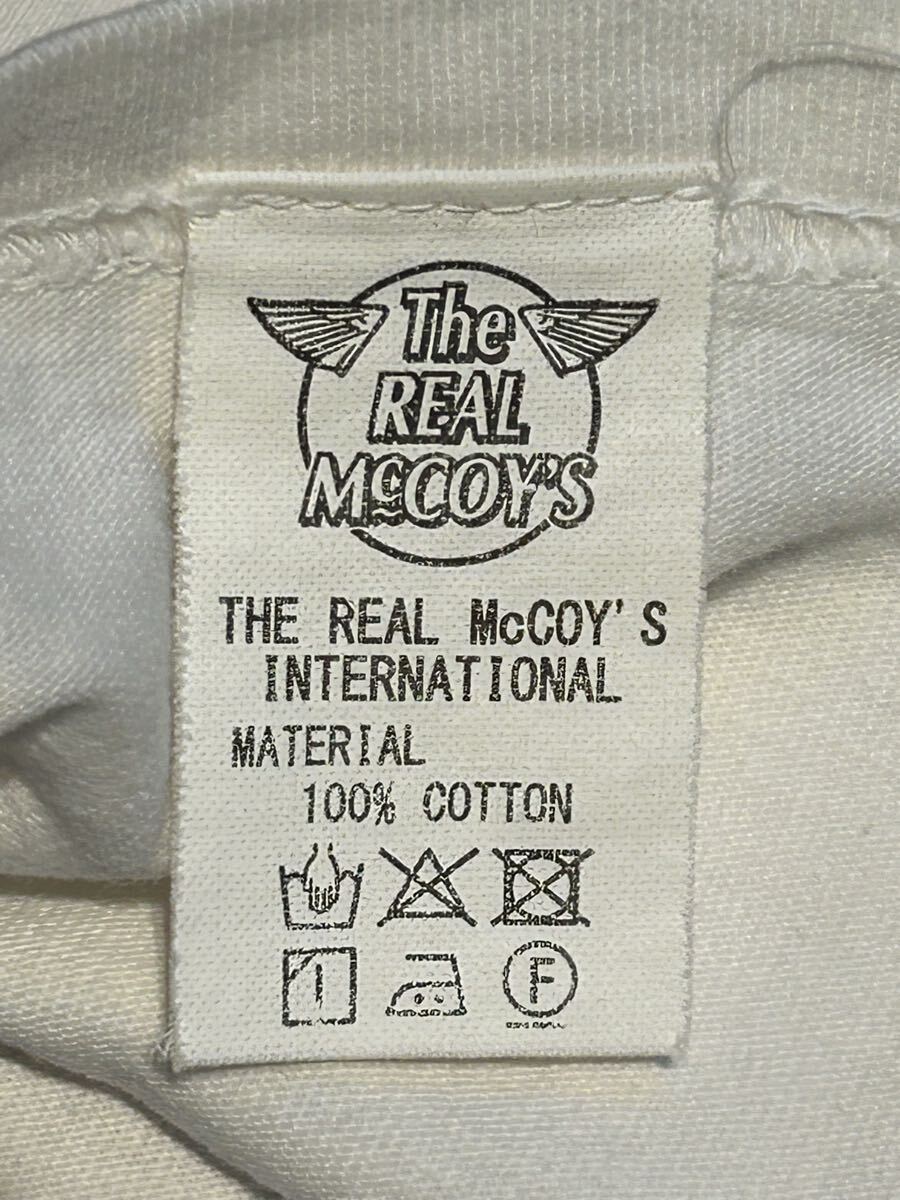 The
REAL
McCOY'S
THE REAL McCOY'S
INTERNATIONAL
MATERIAL
100% COTTON
F